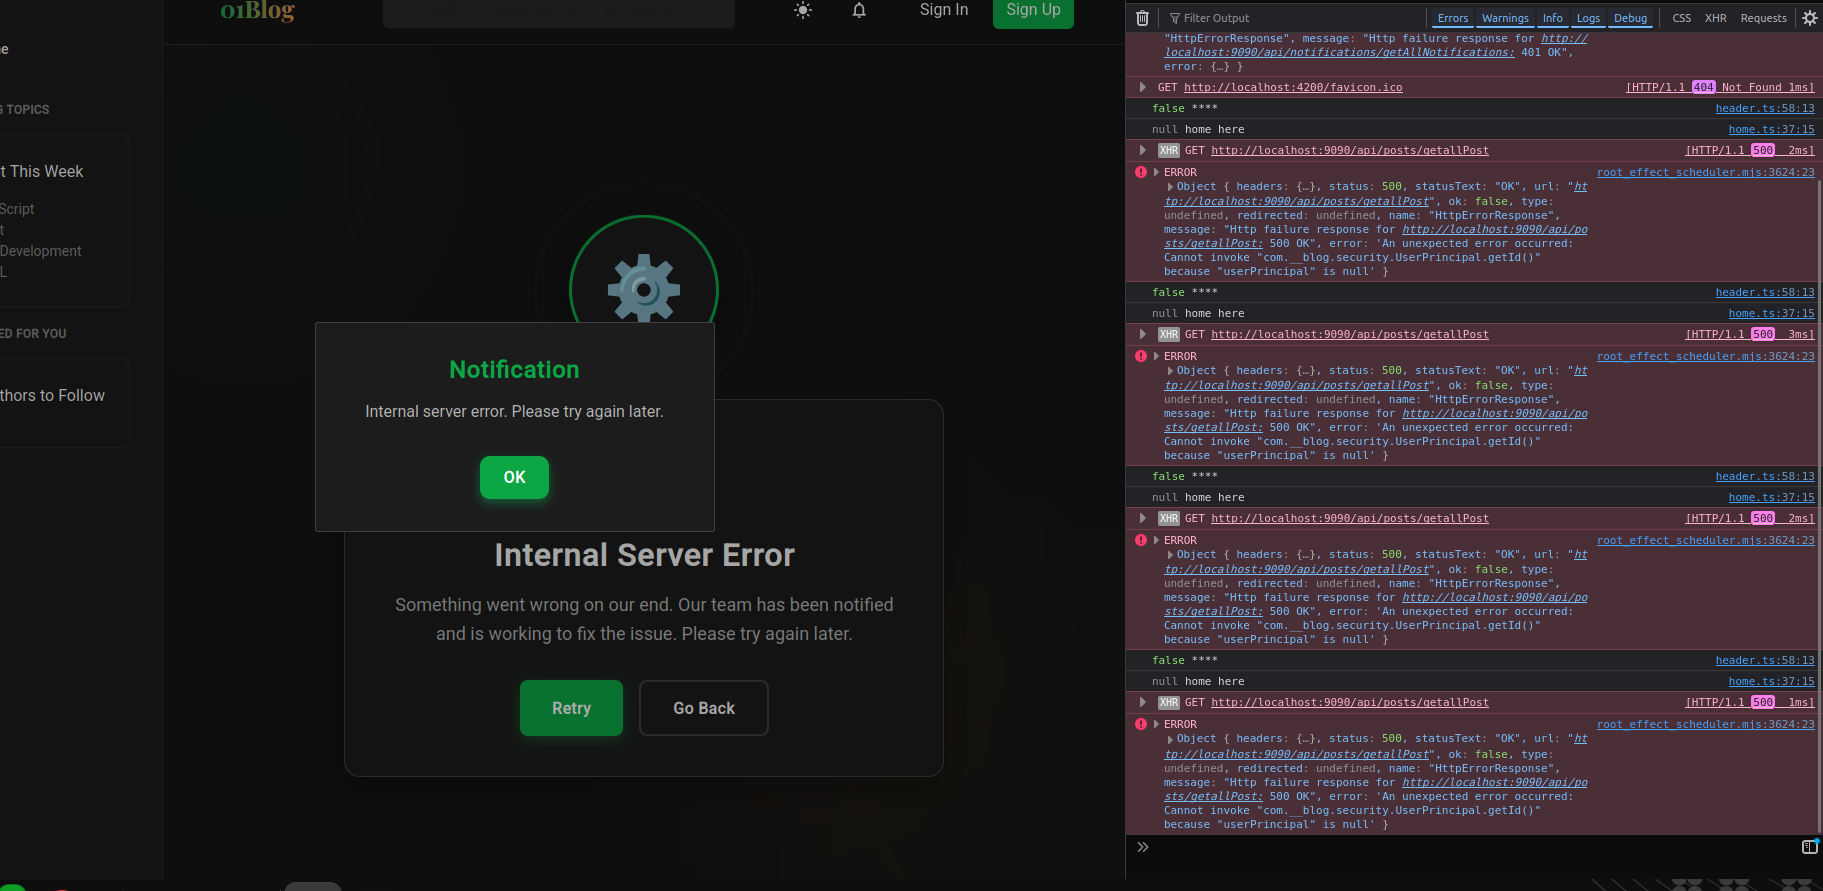 01Blog
Sign In
Sign Up
TOPICS
t This Week
Script
t
Development
L
ED FOR YOU
thors to Follow
Notification
Internal server error. Please try again later.
OK
Internal Server Error
Something went wrong on our end. Our team has been notified
and is working to fix the issue. Please try again later.
Retry
Go Back
Filter Output
Errors Warnings Info Logs Debug CSS XHR Requests
"HttpErrorResponse", message: "Http failure response for http://
localhost:9090/api/notifications/getAllNotifications: 401 OK",
error: {…} }
GET http://localhost:4200/favicon.ico [HTTP/1.1 404 Not Found 1ms]
false **** header.ts:58:13
null home here home.ts:37:15
XHR GET http://localhost:9090/api/posts/getallPost [HTTP/1.1 500 2ms]
ERROR root_effect_scheduler.mjs:3624:23
Object { headers: {…}, status: 500, statusText: "OK", url: "ht
tp://localhost:9090/api/posts/getallPost", ok: false, type:
undefined, redirected: undefined, name: "HttpErrorResponse",
message: "Http failure response for http://localhost:9090/api/po
sts/getallPost: 500 OK", error: 'An unexpected error occurred:
Cannot invoke "com.__blog.security.UserPrincipal.getId()"
because "userPrincipal" is null' }
false **** header.ts:58:13
null home here home.ts:37:15
XHR GET http://localhost:9090/api/posts/getallPost [HTTP/1.1 500 3ms]
ERROR root_effect_scheduler.mjs:3624:23
Object { headers: {…}, status: 500, statusText: "OK", url: "ht
tp://localhost:9090/api/posts/getallPost", ok: false, type:
undefined, redirected: undefined, name: "HttpErrorResponse",
message: "Http failure response for http://localhost:9090/api/po
sts/getallPost: 500 OK", error: 'An unexpected error occurred:
Cannot invoke "com.__blog.security.UserPrincipal.getId()"
because "userPrincipal" is null' }
false **** header.ts:58:13
null home here home.ts:37:15
XHR GET http://localhost:9090/api/posts/getallPost [HTTP/1.1 500 2ms]
ERROR root_effect_scheduler.mjs:3624:23
Object { headers: {…}, status: 500, statusText: "OK", url: "ht
tp://localhost:9090/api/posts/getallPost", ok: false, type:
undefined, redirected: undefined, name: "HttpErrorResponse",
message: "Http failure response for http://localhost:9090/api/po
sts/getallPost: 500 OK", error: 'An unexpected error occurred:
Cannot invoke "com.__blog.security.UserPrincipal.getId()"
because "userPrincipal" is null' }
false **** header.ts:58:13
null home here home.ts:37:15
XHR GET http://localhost:9090/api/posts/getallPost [HTTP/1.1 500 1ms]
ERROR root_effect_scheduler.mjs:3624:23
Object { headers: {…}, status: 500, statusText: "OK", url: "ht
tp://localhost:9090/api/posts/getallPost", ok: false, type:
undefined, redirected: undefined, name: "HttpErrorResponse",
message: "Http failure response for http://localhost:9090/api/po
sts/getallPost: 500 OK", error: 'An unexpected error occurred:
Cannot invoke "com.__blog.security.UserPrincipal.getId()"
because "userPrincipal" is null' }